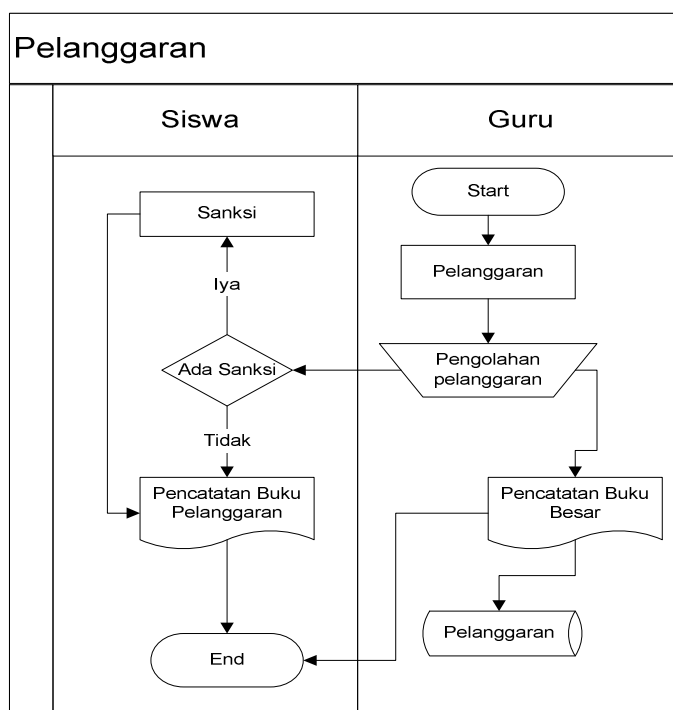 Pelanggaran
Siswa
Guru
Start
Sanksi
Pelanggaran
Iya
Pengolahan
pelanggaran
Ada Sanksi
Tidak
Pencatatan Buku
Pelanggaran
Pencatatan Buku
Besar
Pelanggaran
End